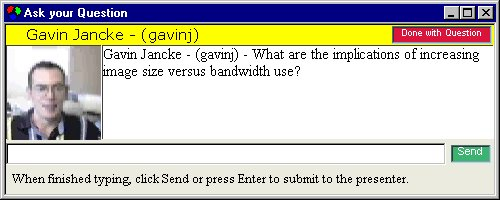 Ask your Question
Gavin Jancke - (gavinj)
Done with Question
Gavin Jancke - (gavinj) - What are the implications of increasing
image size versus bandwidth use?
Send
When finished typing, click Send or press Enter to submit to the presenter.